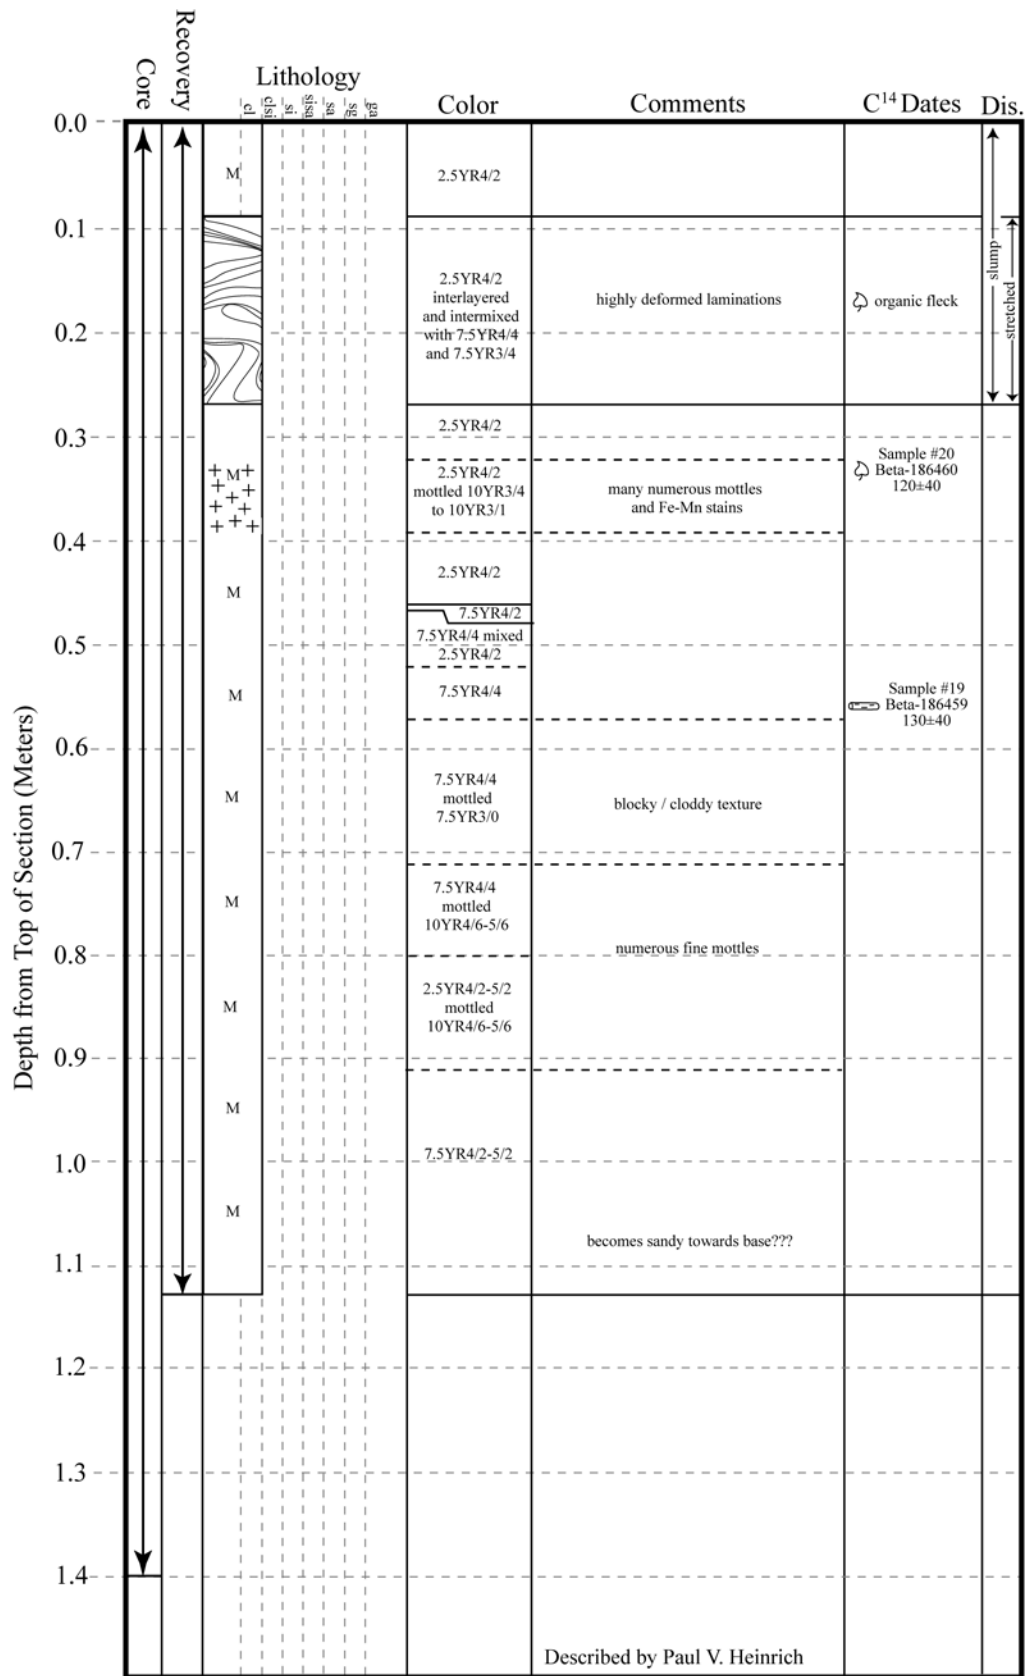 Core
Recovery
Lithology
cl
clsi
si
sisa
sa
sg
ga
Color
Comments
C¹⁴ Dates
Dis.
Depth from Top of Section (Meters)
0.0
M
2.5YR4/2
0.1
2.5YR4/2
interlayered
and intermixed
with 7.5YR4/4
and 7.5YR3/4
highly deformed laminations
organic fleck
slump
stretched
0.2
0.3
2.5YR4/2
M
2.5YR4/2
mottled 10YR3/4
to 10YR3/1
many numerous mottles
and Fe-Mn stains
Sample #20
Beta-186460
120±40
0.4
M
2.5YR4/2
7.5YR4/2
0.5
7.5YR4/4 mixed
2.5YR4/2
M
7.5YR4/4
Sample #19
Beta-186459
130±40
0.6
M
7.5YR4/4
mottled
7.5YR3/0
blocky / cloddy texture
0.7
M
7.5YR4/4
mottled
10YR4/6-5/6
numerous fine mottles
0.8
M
2.5YR4/2-5/2
mottled
10YR4/6-5/6
0.9
M
7.5YR4/2-5/2
1.0
M
becomes sandy towards base???
1.1
1.2
1.3
1.4
Described by Paul V. Heinrich